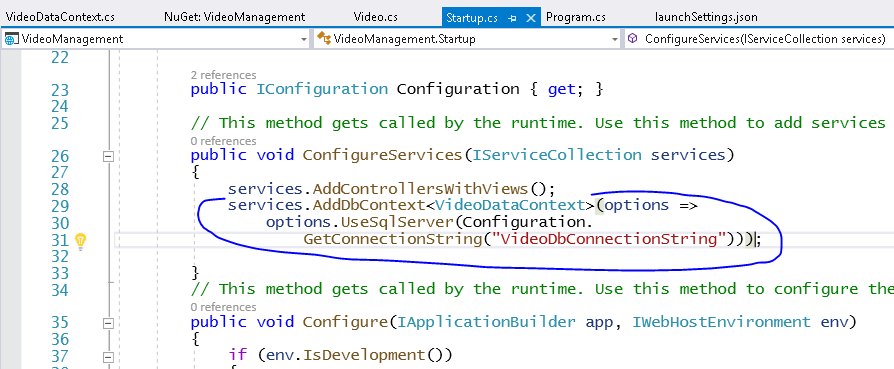 VideoDataContext.cs NuGet: VideoManagement Video.cs Startup.cs Program.cs launchSettings.json
VideoManagement VideoManagement.Startup ConfigureServices(IServiceCollection services)
22
2 references
23 public IConfiguration Configuration { get; }
24
25 // This method gets called by the runtime. Use this method to add services
0 references
26 public void ConfigureServices(IServiceCollection services)
27 {
28 services.AddControllersWithViews();
29 services.AddDbContext<VideoDataContext>(options =>
30 options.UseSqlServer(Configuration.
31 GetConnectionString("VideoDbConnectionString")));
32
33 }
34 // This method gets called by the runtime. Use this method to configure the
0 references
35 public void Configure(IApplicationBuilder app, IWebHostEnvironment env)
36 {
37 if (env.IsDevelopment())
38 {